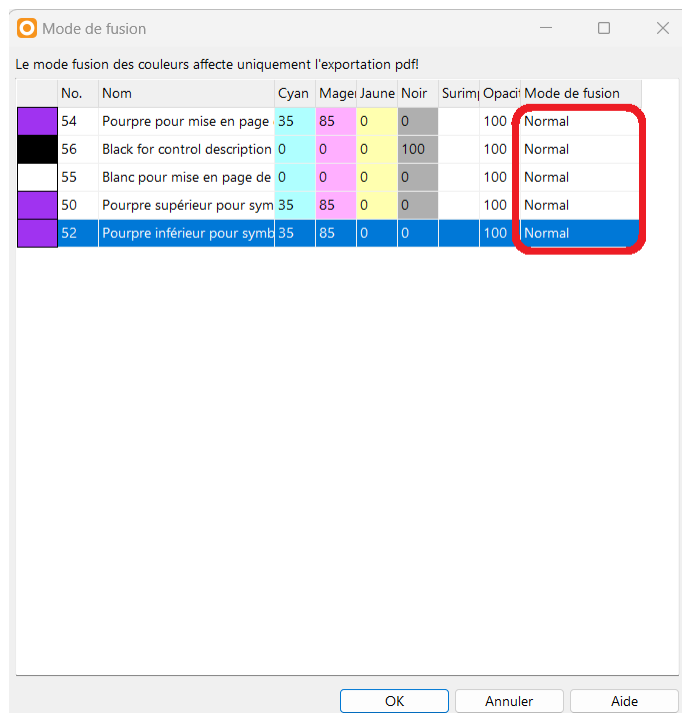 Mode de fusion
Le mode fusion des couleurs affecte uniquement l'exportation pdf!
No. Nom Cyan Mage Jaune Noir Surim Opaci Mode de fusion
54 Pourpre pour mise en page 35 85 0 0 100 Normal
56 Black for control description 0 0 0 100 100 Normal
55 Blanc pour mise en page de 0 0 0 0 100 Normal
50 Pourpre supérieur pour sym 35 85 0 0 100 Normal
52 Pourpre inférieur pour symb 35 85 0 0 100 Normal
OK Annuler Aide